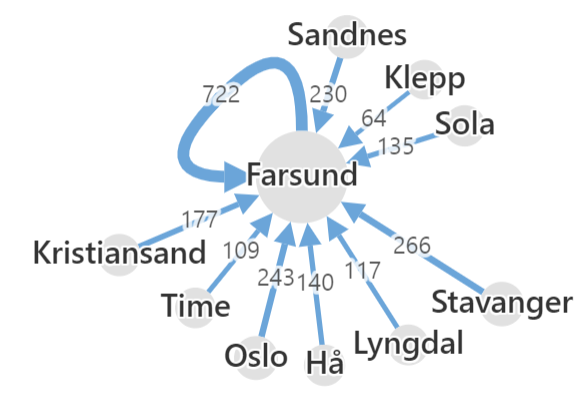 Sandnes
Klepp
722
230
64
Sola
135
Farsund
177
Kristiansand
109
266
243
140
117
Time
Stavanger
Oslo
Hå
Lyngdal